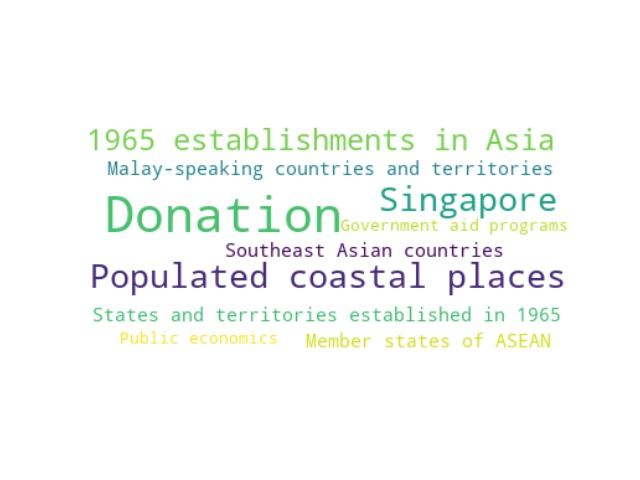 1965 establishments in Asia
Malay-speaking countries and territories
Singapore
Donation
Government aid programs
Southeast Asian countries
Populated coastal places
States and territories established in 1965
Public economics
Member states of ASEAN